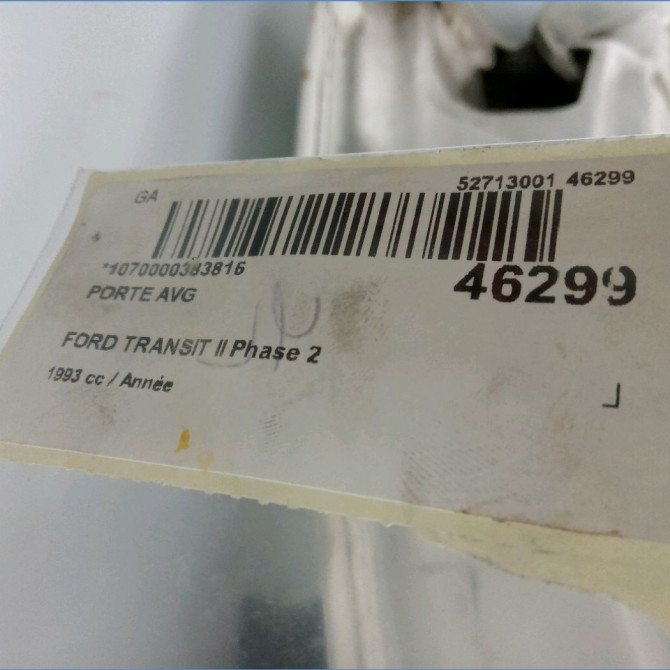 GA
52713001 46299
*1070000383816
46299
PORTE AVG
FORD TRANSIT II Phase 2
1993 cc / Année